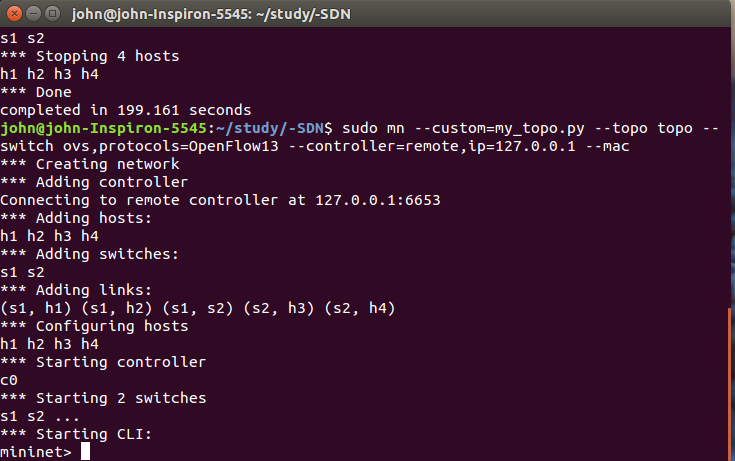 john@john-Inspiron-5545: ~/study/-SDN
s1 s2
*** Stopping 4 hosts
h1 h2 h3 h4
*** Done
completed in 199.161 seconds
john@john-Inspiron-5545:~/study/-SDN$ sudo mn --custom=my_topo.py --topo topo --
switch ovs,protocols=OpenFlow13 --controller=remote,ip=127.0.0.1 --mac
*** Creating network
*** Adding controller
Connecting to remote controller at 127.0.0.1:6653
*** Adding hosts:
h1 h2 h3 h4
*** Adding switches:
s1 s2
*** Adding links:
(s1, h1) (s1, h2) (s1, s2) (s2, h3) (s2, h4)
*** Configuring hosts
h1 h2 h3 h4
*** Starting controller
c0
*** Starting 2 switches
s1 s2 ...
*** Starting CLI:
mininet>